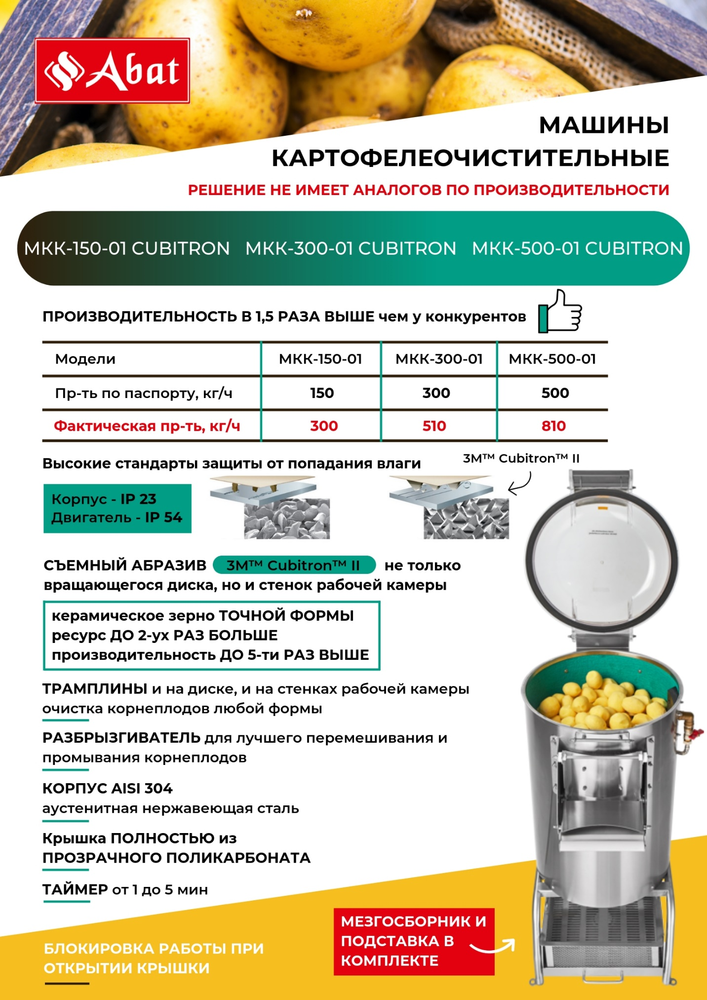 Abat
МАШИНЫ
КАРТОФЕЛЕОЧИСТИТЕЛЬНЫЕ
РЕШЕНИЕ НЕ ИМЕЕТ АНАЛОГОВ ПО ПРОИЗВОДИТЕЛЬНОСТИ
МКК-150-01 CUBITRON МКК-300-01 CUBITRON МКК-500-01 CUBITRON
ПРОИЗВОДИТЕЛЬНОСТЬ В 1,5 РАЗА ВЫШЕ чем у конкурентов
Модели МКК-150-01 МКК-300-01 МКК-500-01
Пр-ть по паспорту, кг/ч 150 300 500
Фактическая пр-ть, кг/ч 300 510 810
Высокие стандарты защиты от попадания влаги
3M™ Cubitron™ II
Корпус - IP 23
Двигатель - IP 54
СЪЕМНЫЙ АБРАЗИВ 3M™ Cubitron™ II не только
вращающегося диска, но и стенок рабочей камеры
керамическое зерно ТОЧНОЙ ФОРМЫ
ресурс ДО 2-ух РАЗ БОЛЬШЕ
производительность ДО 5-ти РАЗ ВЫШЕ
ТРАМПЛИНЫ и на диске, и на стенках рабочей камеры
очистка корнеплодов любой формы
РАЗБРЫЗГИВАТЕЛЬ для лучшего перемешивания и
промывания корнеплодов
КОРПУС AISI 304
аустенитная нержавеющая сталь
Крышка ПОЛНОСТЬЮ из
ПРОЗРАЧНОГО ПОЛИКАРБОНАТА
ТАЙМЕР от 1 до 5 мин
МЕЗГОСБОРНИК И
ПОДСТАВКА В
КОМПЛЕКТЕ
БЛОКИРОВКА РАБОТЫ ПРИ
ОТКРЫТИИ КРЫШКИ